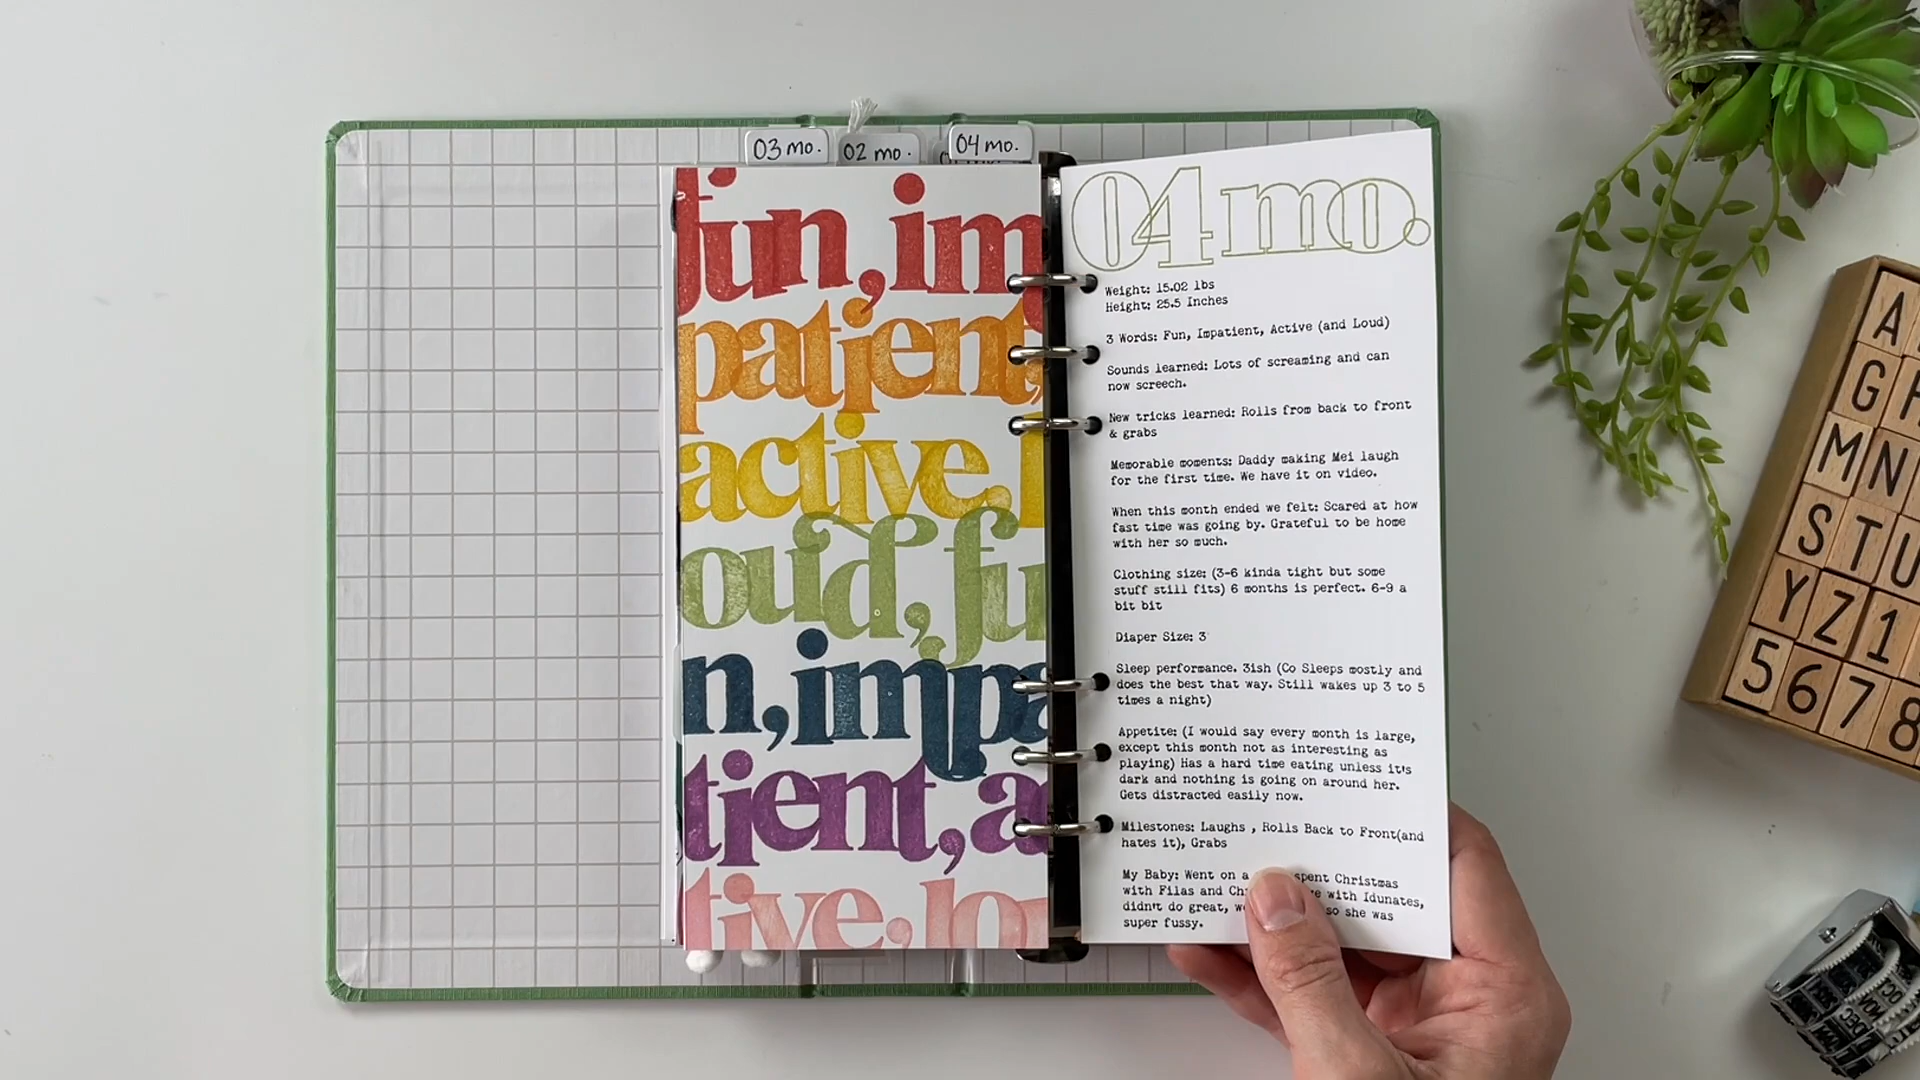 03 mo.
02 mo.
04 mo.
fun, im
patient,
active, l
oud, fu
n, impa
tient, a
tive, lou
04 mo.
Weight: 15.02 lbs
Height: 25.5 Inches
3 Words: Fun, Impatient, Active (and Loud)
Sounds learned: Lots of screaming and can
now screech.
New tricks learned: Rolls from back to front
& grabs
Memorable moments: Daddy making Mei laugh
for the first time. We have it on video.
When this month ended we felt: Scared at how
fast time was going by. Grateful to be home
with her so much.
Clothing size: (3-6 kinda tight but some
stuff still fits) 6 months is perfect. 6-9 a
bit bit
Diaper Size: 3
Sleep performance. 3ish (Co Sleeps mostly and
does the best that way. Still wakes up 3 to 5
times a night)
Appetite: (I would say every month is large,
except this month not as interesting as
playing) Has a hard time eating unless it's
dark and nothing is going on around her.
Gets distracted easily now.
Milestones: Laughs , Rolls Back to Front(and
hates it), Grabs
My Baby: Went on a spent Christmas
with Filas and with Idunates,
didn't do great, so she was
super fussy.
A
G
M N
S T U
Y Z 1
5 6 7 8
DEC
NOV